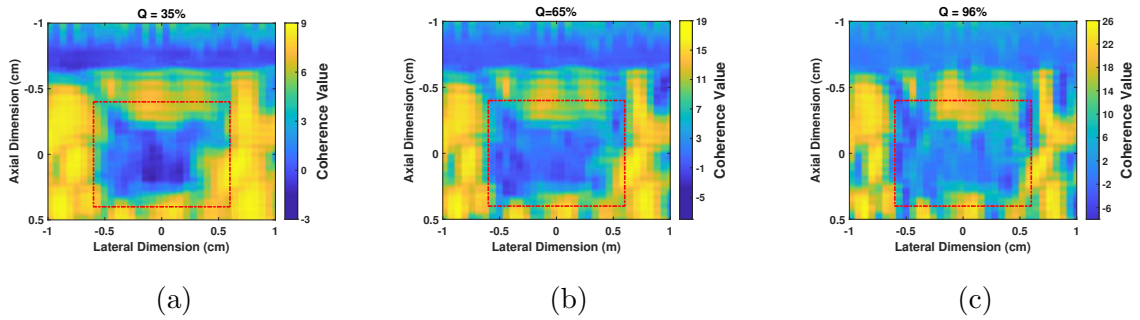 Q = 35%
-1
-0.5
0
0.5
Axial Dimension (cm)
-1 -0.5 0 0.5 1
Lateral Dimension (cm)
9
6
3
0
-3
Coherence Value
(a)
Q=65%
-1
-0.5
0
0.5
Axial Dimension (cm)
-1 -0.5 0 0.5 1
Lateral Dimension (m)
19
15
11
7
3
-1
-5
Coherence Value
(b)
Q = 96%
-1
-0.5
0
0.5
Axial Dimension (cm)
-1 -0.5 0 0.5 1
Lateral Dimension (cm)
26
22
18
14
10
6
2
-2
-6
Coherence Value
(c)